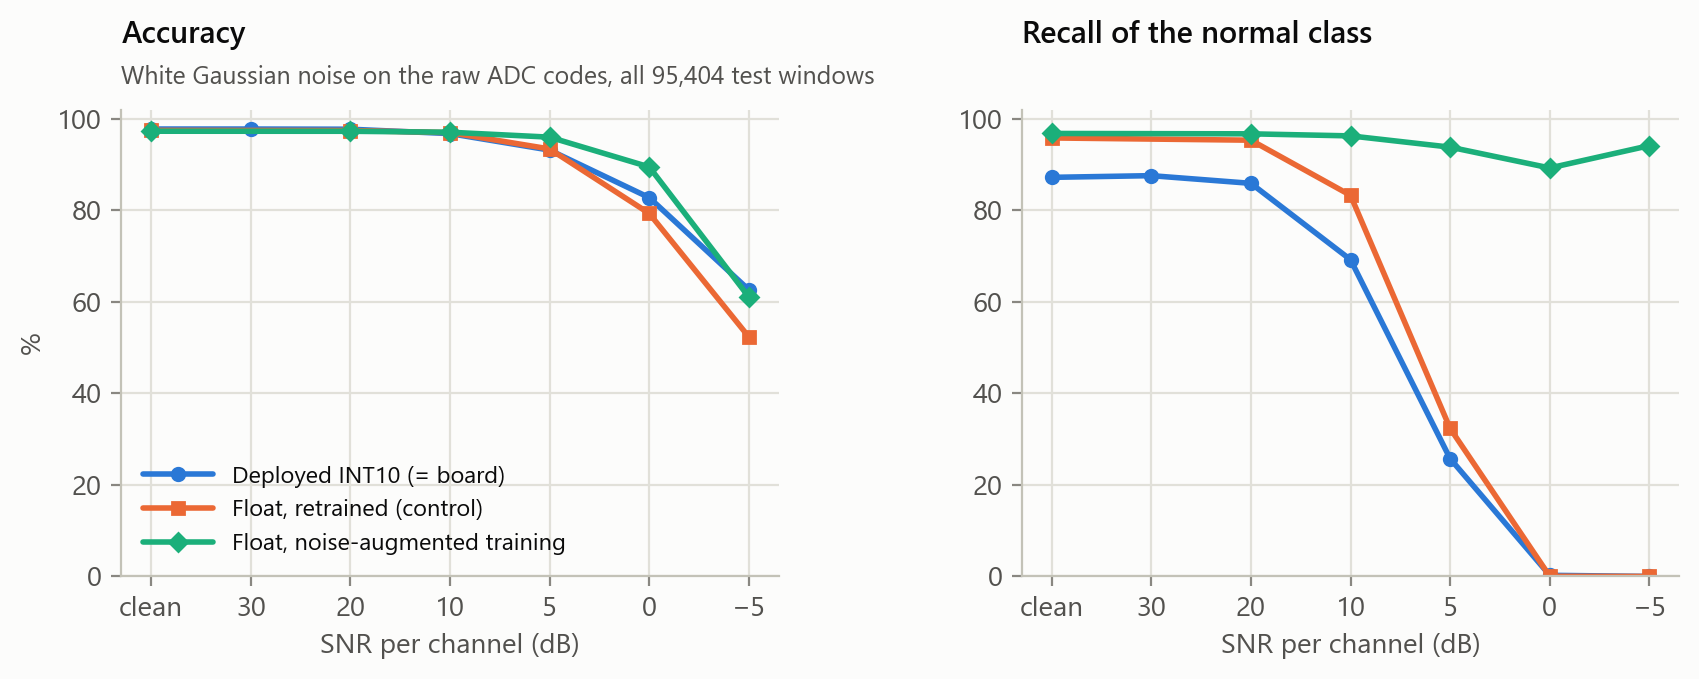 Accuracy
White Gaussian noise on the raw ADC codes, all 95,404 test windows
100
80
60
40
20
0
%
clean 30 20 10 5 0 −5
SNR per channel (dB)
Deployed INT10 (= board)
Float, retrained (control)
Float, noise-augmented training
Recall of the normal class
100
80
60
40
20
0
clean 30 20 10 5 0 −5
SNR per channel (dB)